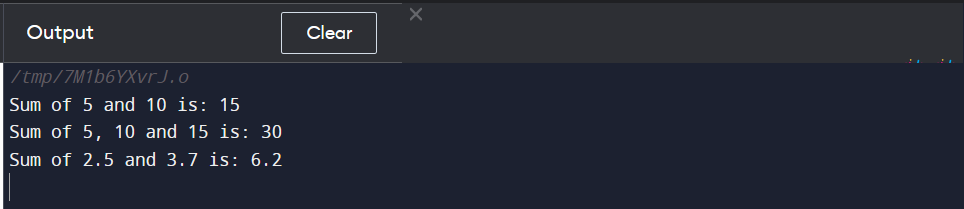 Output
Clear
/tmp/7M1b6YXvrJ.o
Sum of 5 and 10 is: 15
Sum of 5, 10 and 15 is: 30
Sum of 2.5 and 3.7 is: 6.2